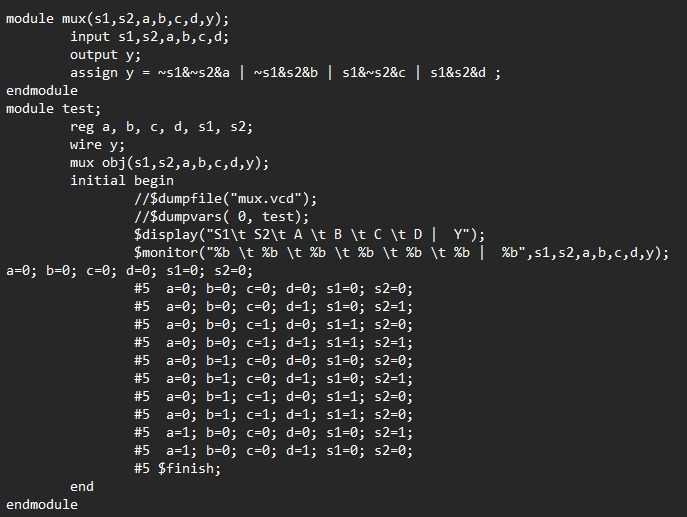 module mux(s1,s2,a,b,c,d,y);
input s1,s2,a,b,c,d;
output y;
assign y = ~s1&~s2&a | ~s1&s2&b | s1&~s2&c | s1&s2&d ;
endmodule
module test;
reg a, b, c, d, s1, s2;
wire y;
mux obj(s1,s2,a,b,c,d,y);
initial begin
//$dumpfile("mux.vcd");
//$dumpvars( 0, test);
$display("S1\t S2\t A \t B \t C \t D |  Y");
$monitor("%b \t %b \t %b \t %b \t %b \t %b |  %b",s1,s2,a,b,c,d,y);
a=0; b=0; c=0; d=0; s1=0; s2=0;
#5  a=0; b=0; c=0; d=0; s1=0; s2=0;
#5  a=0; b=0; c=0; d=1; s1=0; s2=1;
#5  a=0; b=0; c=1; d=0; s1=1; s2=0;
#5  a=0; b=0; c=1; d=1; s1=1; s2=1;
#5  a=0; b=1; c=0; d=0; s1=0; s2=0;
#5  a=0; b=1; c=0; d=1; s1=0; s2=1;
#5  a=0; b=1; c=1; d=0; s1=1; s2=0;
#5  a=0; b=1; c=1; d=1; s1=1; s2=0;
#5  a=1; b=0; c=0; d=0; s1=0; s2=1;
#5  a=1; b=0; c=0; d=1; s1=0; s2=0;
#5 $finish;
end
endmodule